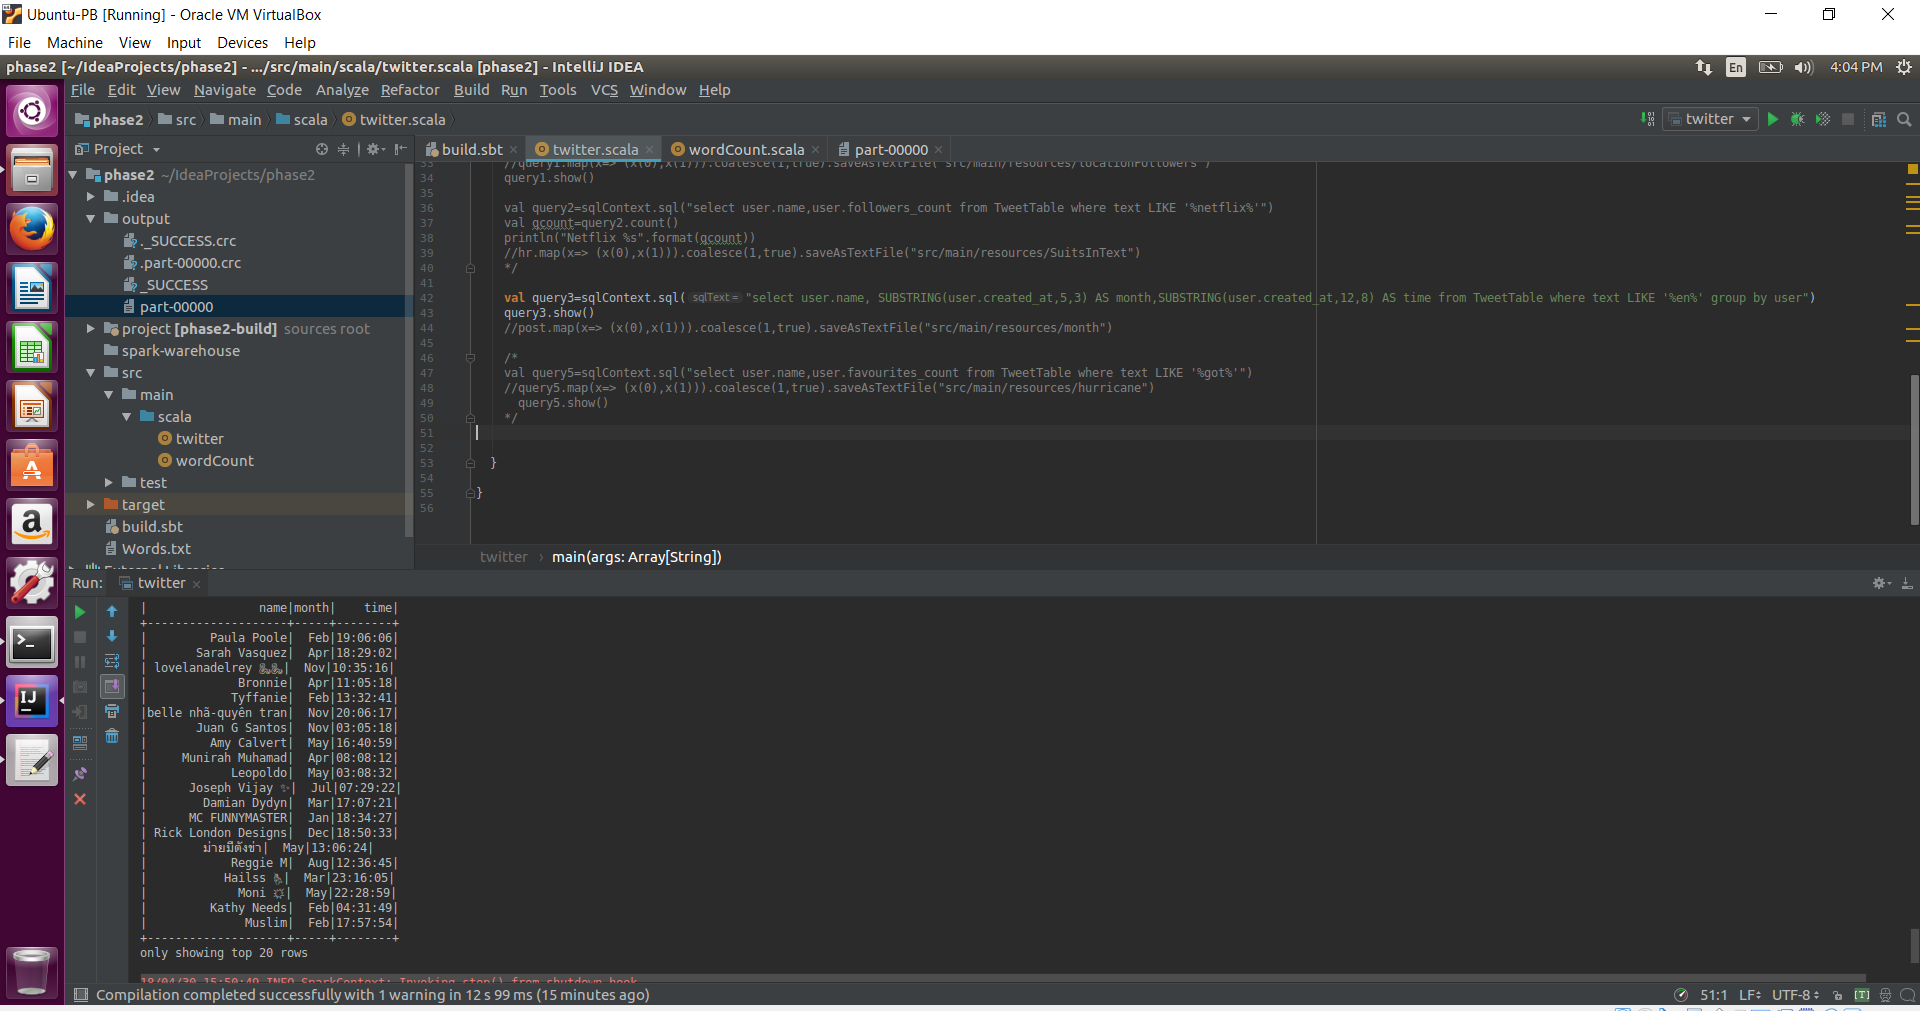 Ubuntu-PB [Running] - Oracle VM VirtualBox
File Machine View Input Devices Help
phase2 [~/IdeaProjects/phase2] - .../src/main/scala/twitter.scala [phase2] - IntelliJ IDEA
En
4:04 PM
File Edit View Navigate Code Analyze Refactor Build Run Tools VCS Window Help
phase2 src main scala twitter.scala
twitter
Project
build.sbt twitter.scala wordCount.scala part-00000
phase2 ~/IdeaProjects/phase2
.idea
output
._SUCCESS.crc
.part-00000.crc
_SUCCESS
part-00000
project [phase2-build] sources root
spark-warehouse
src
main
scala
twitter
wordCount
test
target
build.sbt
Words.txt
External Libraries
33 //query1.map(x=> (x(0),x(1))).coalesce(1,true).saveAsTextFile("src/main/resources/locationFollowers")
34 query1.show()
35
36 val query2=sqlContext.sql("select user.name,user.followers_count from TweetTable where text LIKE '%netflix%'")
37 val qcount=query2.count()
38 println("Netflix %s".format(qcount))
39 //hr.map(x=> (x(0),x(1))).coalesce(1,true).saveAsTextFile("src/main/resources/SuitsInText")
40 */
41
42 val query3=sqlContext.sql( sqlText = "select user.name, SUBSTRING(user.created_at,5,3) AS month,SUBSTRING(user.created_at,12,8) AS time from TweetTable where text LIKE '%en%' group by user")
43 query3.show()
44 //post.map(x=> (x(0),x(1))).coalesce(1,true).saveAsTextFile("src/main/resources/month")
45
46 /*
47 val query5=sqlContext.sql("select user.name,user.favourites_count from TweetTable where text LIKE '%got%'")
48 //query5.map(x=> (x(0),x(1))).coalesce(1,true).saveAsTextFile("src/main/resources/hurricane")
49 query5.show()
50 */
51
52
53 }
54
55 }
56
twitter › main(args: Array[String])
Run: twitter
| name|month| time|
+--------------------+-----+--------+
| Paula Poole| Feb|19:06:06|
| Sarah Vasquez| Apr|18:29:02|
| lovelanadelrey | Nov|10:35:16|
| Bronnie| Apr|11:05:18|
| Tyffanie| Feb|13:32:41|
|belle nhã-quyên tran| Nov|20:06:17|
| Juan G Santos| Nov|03:05:18|
| Amy Calvert| May|16:40:59|
| Munirah Muhamad| Apr|08:08:12|
| Leopoldo| May|03:08:32|
| Joseph Vijay ✨| Jul|07:29:22|
| Damian Dydyn| Mar|17:07:21|
| MC FUNNYMASTER| Jan|18:34:27|
| Rick London Designs| Dec|18:50:33|
| ม่ายมีตังข่า| May|13:06:24|
| Reggie M| Aug|12:36:45|
| Hailss | Mar|23:16:05|
| Moni 💥| May|22:28:59|
| Kathy Needs| Feb|04:31:49|
| Muslim| Feb|17:57:54|
+--------------------+-----+--------+
only showing top 20 rows
18/04/30 15:50:49 INFO SparkContext: Invoking stop() from shutdown hook
Compilation completed successfully with 1 warning in 12 s 99 ms (15 minutes ago)
51:1 LF UTF-8 [T]